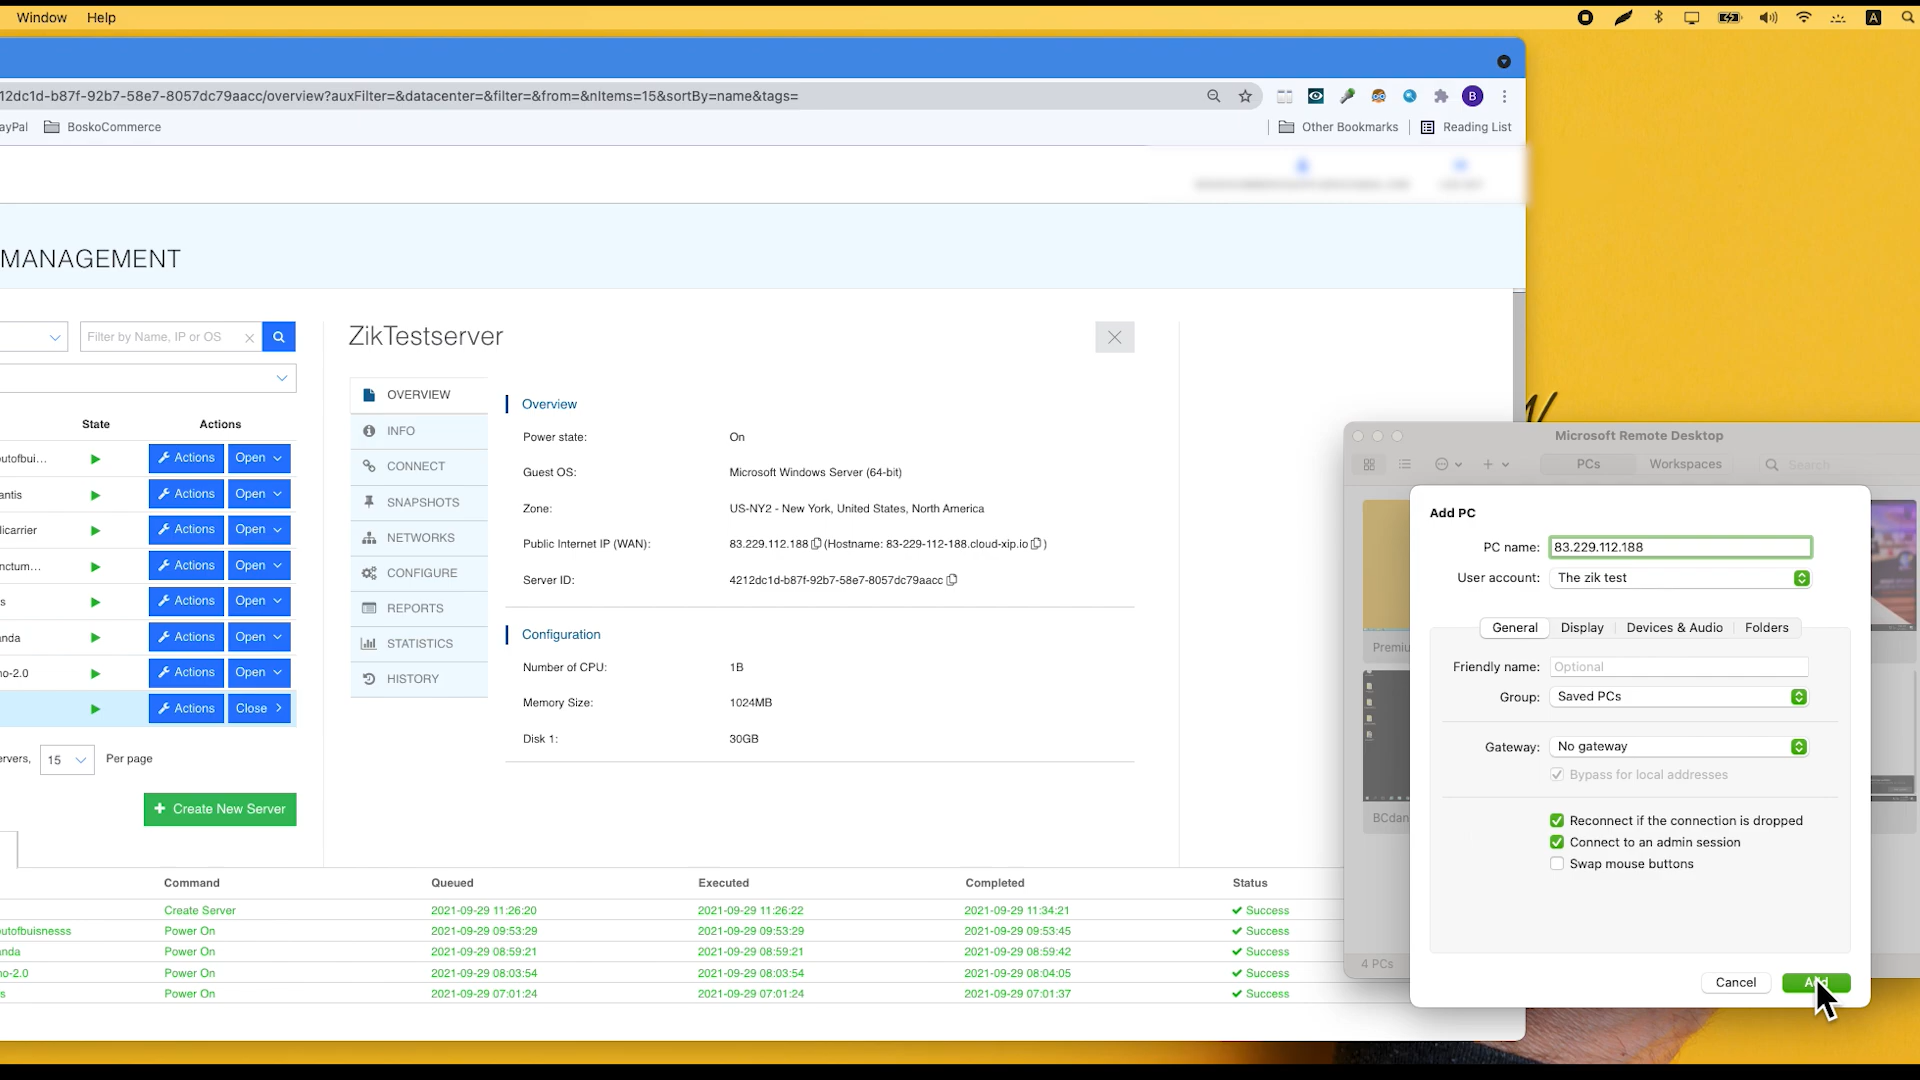 Window Help
A
12dc1d-b87f-92b7-58e7-8057dc79aacc/overview?auxFilter=&datacenter=&filter=&from=&nItems=15&sortBy=name&tags=
B
ayPal BoskoCommerce Other Bookmarks Reading List
MANAGEMENT
Filter by Name, IP or OS
ZikTestserver
State Actions
utofbui... Actions Open
antis Actions Open
licarrier Actions Open
nctum... Actions Open
s Actions Open
nda Actions Open
no-2.0 Actions Open
Actions Close
ervers, 15 Per page
Create New Server
OVERVIEW
INFO
CONNECT
SNAPSHOTS
NETWORKS
CONFIGURE
REPORTS
STATISTICS
HISTORY
Overview
Power state: On
Guest OS: Microsoft Windows Server (64-bit)
Zone: US-NY2 - New York, United States, North America
Public Internet IP (WAN): 83.229.112.188 (Hostname: 83-229-112-188.cloud-xip.io )
Server ID: 4212dc1d-b87f-92b7-58e7-8057dc79aacc
Configuration
Number of CPU: 1B
Memory Size: 1024MB
Disk 1: 30GB
Command Queued Executed Completed Status
Create Server 2021-09-29 11:26:20 2021-09-29 11:26:22 2021-09-29 11:34:21 Success
utofbuisnesss Power On 2021-09-29 09:53:29 2021-09-29 09:53:29 2021-09-29 09:53:45 Success
nda Power On 2021-09-29 08:59:21 2021-09-29 08:59:21 2021-09-29 08:59:42 Success
no-2.0 Power On 2021-09-29 08:03:54 2021-09-29 08:03:54 2021-09-29 08:04:05 Success
s Power On 2021-09-29 07:01:24 2021-09-29 07:01:24 2021-09-29 07:01:37 Success
Microsoft Remote Desktop
PCs Workspaces Search
Premiu
BCdan
4 PCs
Add PC
PC name: 83.229.112.188
User account: The zik test
General Display Devices & Audio Folders
Friendly name: Optional
Group: Saved PCs
Gateway: No gateway
Bypass for local addresses
Reconnect if the connection is dropped
Connect to an admin session
Swap mouse buttons
Cancel Add